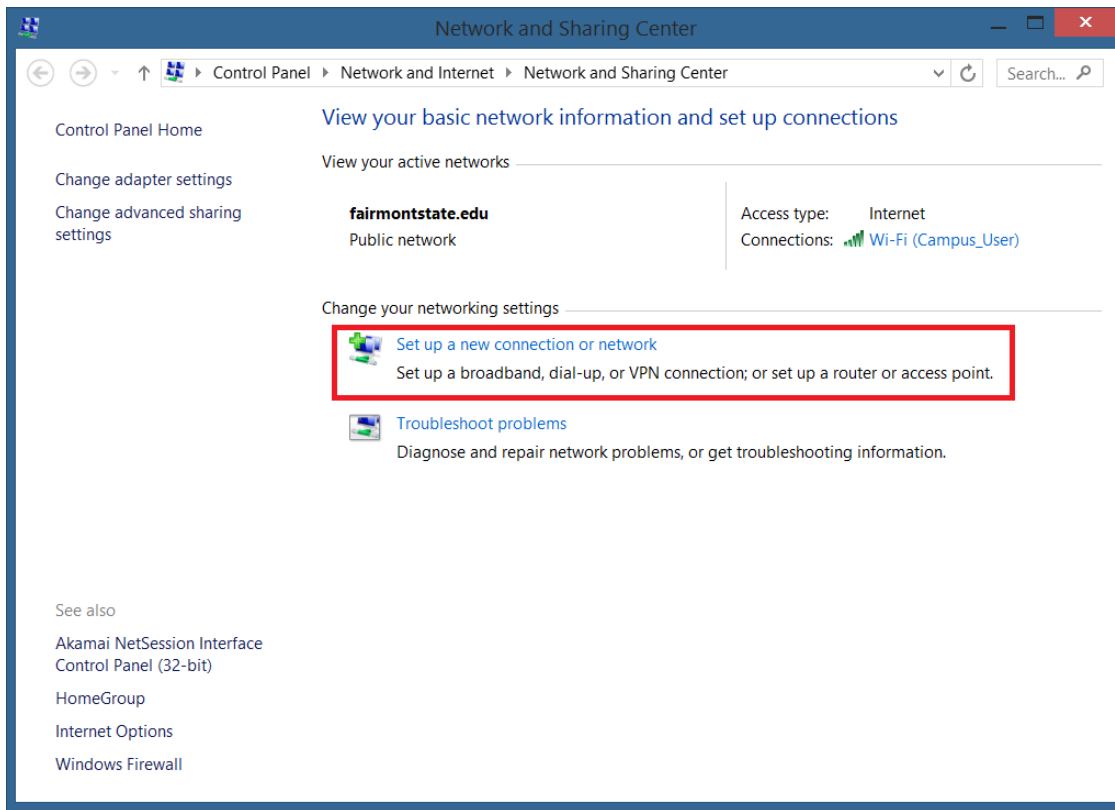 Network and Sharing Center
Control Panel Network and Internet Network and Sharing Center
Search...
Control Panel Home
Change adapter settings
Change advanced sharing
settings
View your basic network information and set up connections
View your active networks
fairmontstate.edu
Public network
Access type: Internet
Connections: Wi-Fi (Campus_User)
Change your networking settings
Set up a new connection or network
Set up a broadband, dial-up, or VPN connection; or set up a router or access point.
Troubleshoot problems
Diagnose and repair network problems, or get troubleshooting information.
See also
Akamai NetSession Interface
Control Panel (32-bit)
HomeGroup
Internet Options
Windows Firewall